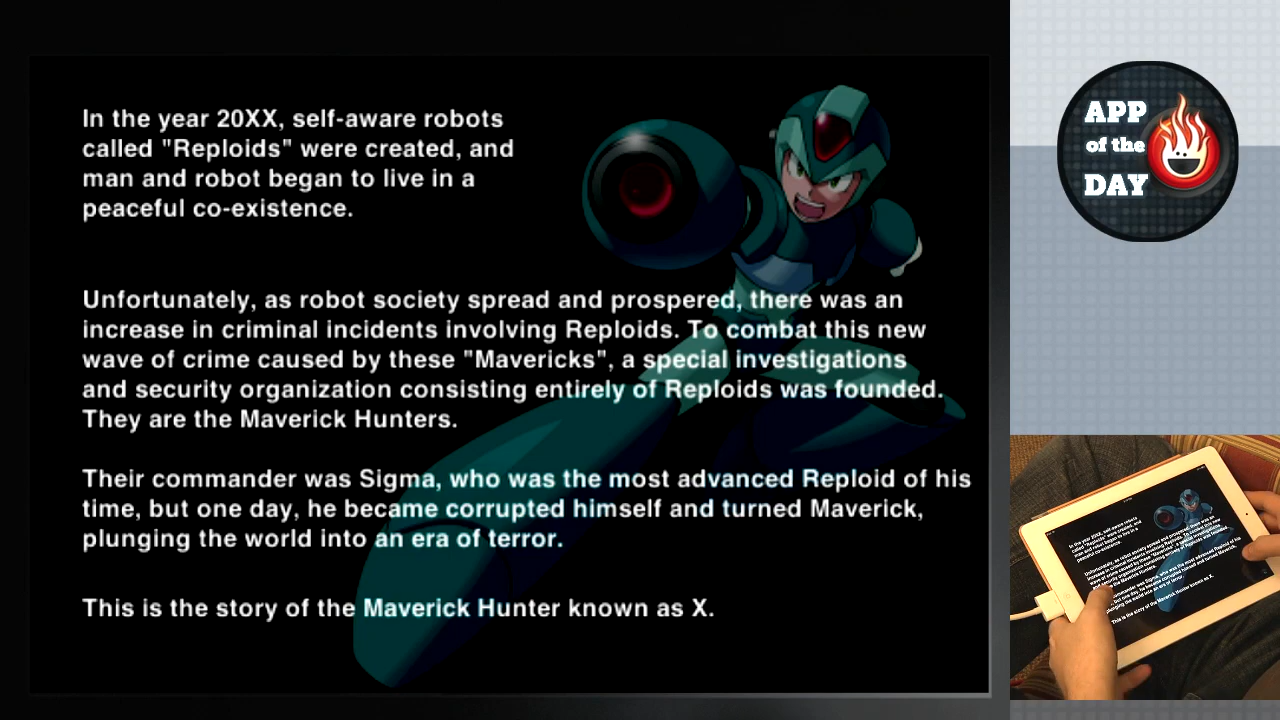 In the year 20XX, self-aware robots
called "Reploids" were created, and
man and robot began to live in a
peaceful co-existence.
Unfortunately, as robot society spread and prospered, there was an
increase in criminal incidents involving Reploids. To combat this new
wave of crime caused by these "Mavericks", a special investigations
and security organization consisting entirely of Reploids was founded.
They are the Maverick Hunters.
Their commander was Sigma, who was the most advanced Reploid of his
time, but one day, he became corrupted himself and turned Maverick,
plunging the world into an era of terror.
This is the story of the Maverick Hunter known as X.
APP
of the
DAY